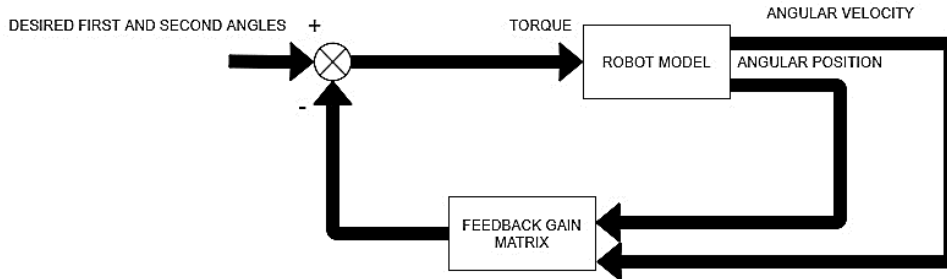 ANGULAR VELOCITY
DESIRED FIRST AND SECOND ANGLES
+
TORQUE
ROBOT MODEL
ANGULAR POSITION
-
FEEDBACK GAIN
MATRIX